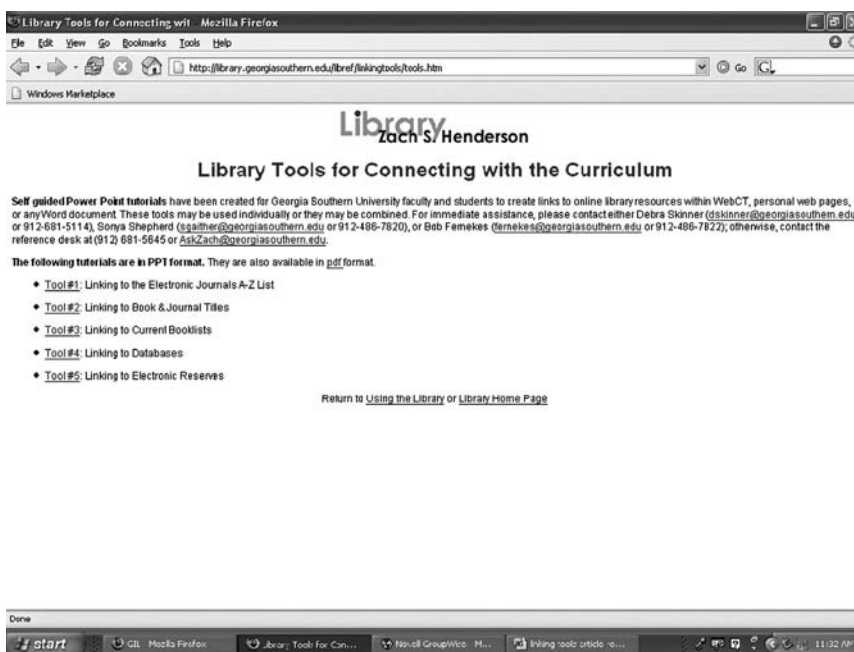 Library Tools for Connecting wit Mozilla Firefox
File Edit View Go Bookmarks Tools Help
http://library.georgiasouthern.edu/libref/linkingtools/tools.htm Go
Windows Marketplace
Library
Zach S. Henderson
Library Tools for Connecting with the Curriculum
Self guided Power Point tutorials have been created for Georgia Southern University faculty and students to create links to online library resources within WebCT, personal web pages,
or any Word document. These tools may be used individually or they may be combined. For immediate assistance, please contact either Debra Skinner (dskinner@georgiasouthern.edu
or 912-681-5114), Sonya Shepherd (sgaither@georgiasouthern.edu or 912-486-7820), or Bob Fernekes (fernekes@georgiasouthern.edu or 912-486-7822); otherwise, contact the
reference desk at (912) 681-5645 or AskZach@georgiasouthern.edu.
The following tutorials are in PPT format. They are also available in pdf format.
• Tool #1: Linking to the Electronic Journals A-Z List
• Tool #2: Linking to Book & Journal Titles
• Tool #3: Linking to Current Booklists
• Tool #4: Linking to Databases
• Tool #5: Linking to Electronic Reserves
Return to Using the Library or Library Home Page
Done
start GIL Mozilla Firefox Library Tools for Con... Novell GroupWise M... linking tools article re... 11:32 AM